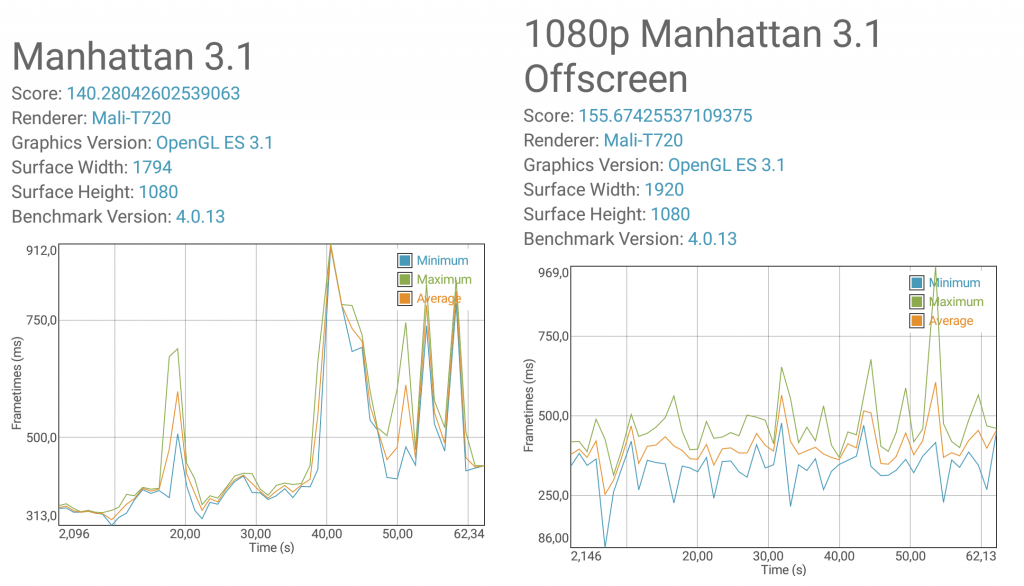 Manhattan 3.1
Score: 140.28042602539063
Renderer: Mali-T720
Graphics Version: OpenGL ES 3.1
Surface Width: 1794
Surface Height: 1080
Benchmark Version: 4.0.13
912,0
750,0
500,0
313,0
Frametimes (ms)
Minimum
Maximum
Average
2,096
20,00
30,00
40,00
50,00
62,34
Time (s)
1080p Manhattan 3.1
Offscreen
Score: 155.67425537109375
Renderer: Mali-T720
Graphics Version: OpenGL ES 3.1
Surface Width: 1920
Surface Height: 1080
Benchmark Version: 4.0.13
969,0
750,0
500,0
250,0
86,00
Frametimes (ms)
Minimum
Maximum
Average
2,146
20,00
30,00
40,00
50,00
62,13
Time (s)